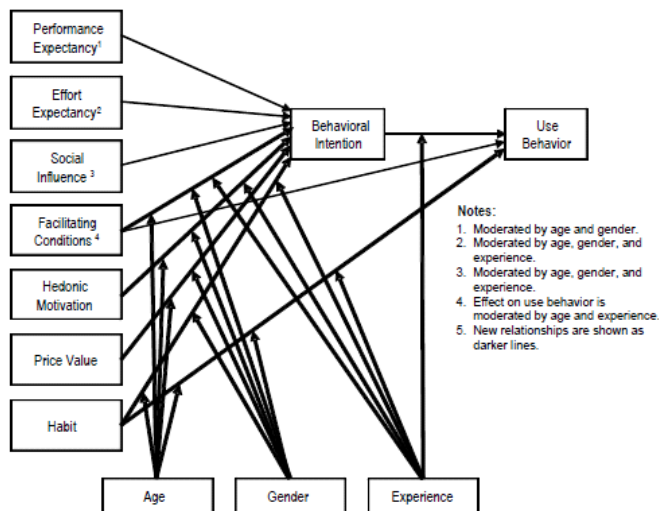 Performance
Expectancy1
Effort
Expectancy2
Social
Influence 3
Facilitating
Conditions 4
Hedonic
Motivation
Price Value
Habit
Behavioral
Intention
Use
Behavior
Notes:
1. Moderated by age and gender.
2. Moderated by age, gender, and
experience.
3. Moderated by age, gender, and
experience.
4. Effect on use behavior is
moderated by age and experience.
5. New relationships are shown as
darker lines.
Age
Gender
Experience